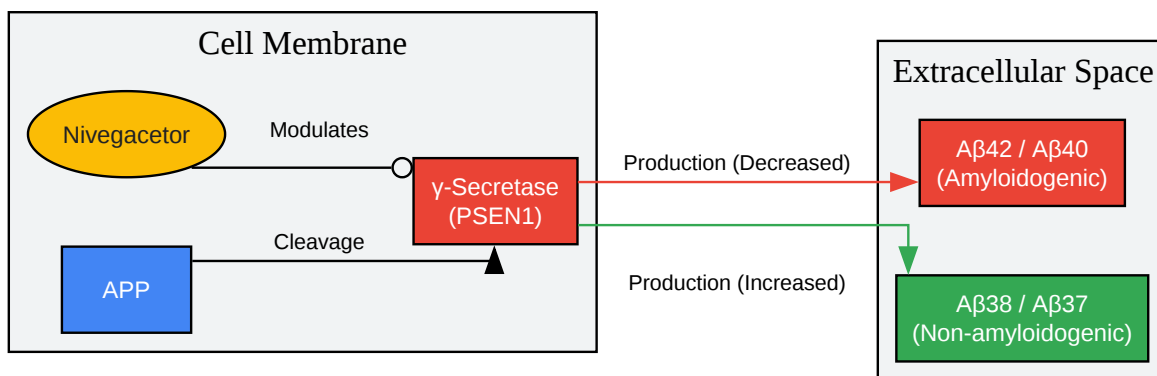 Cell Membrane
Nivegacetor
Modulates
γ-Secretase
(PSEN1)
Cleavage
APP
Production (Decreased)
Production (Increased)
Extracellular Space
Aβ42 / Aβ40
(Amyloidogenic)
Aβ38 / Aβ37
(Non-amyloidogenic)